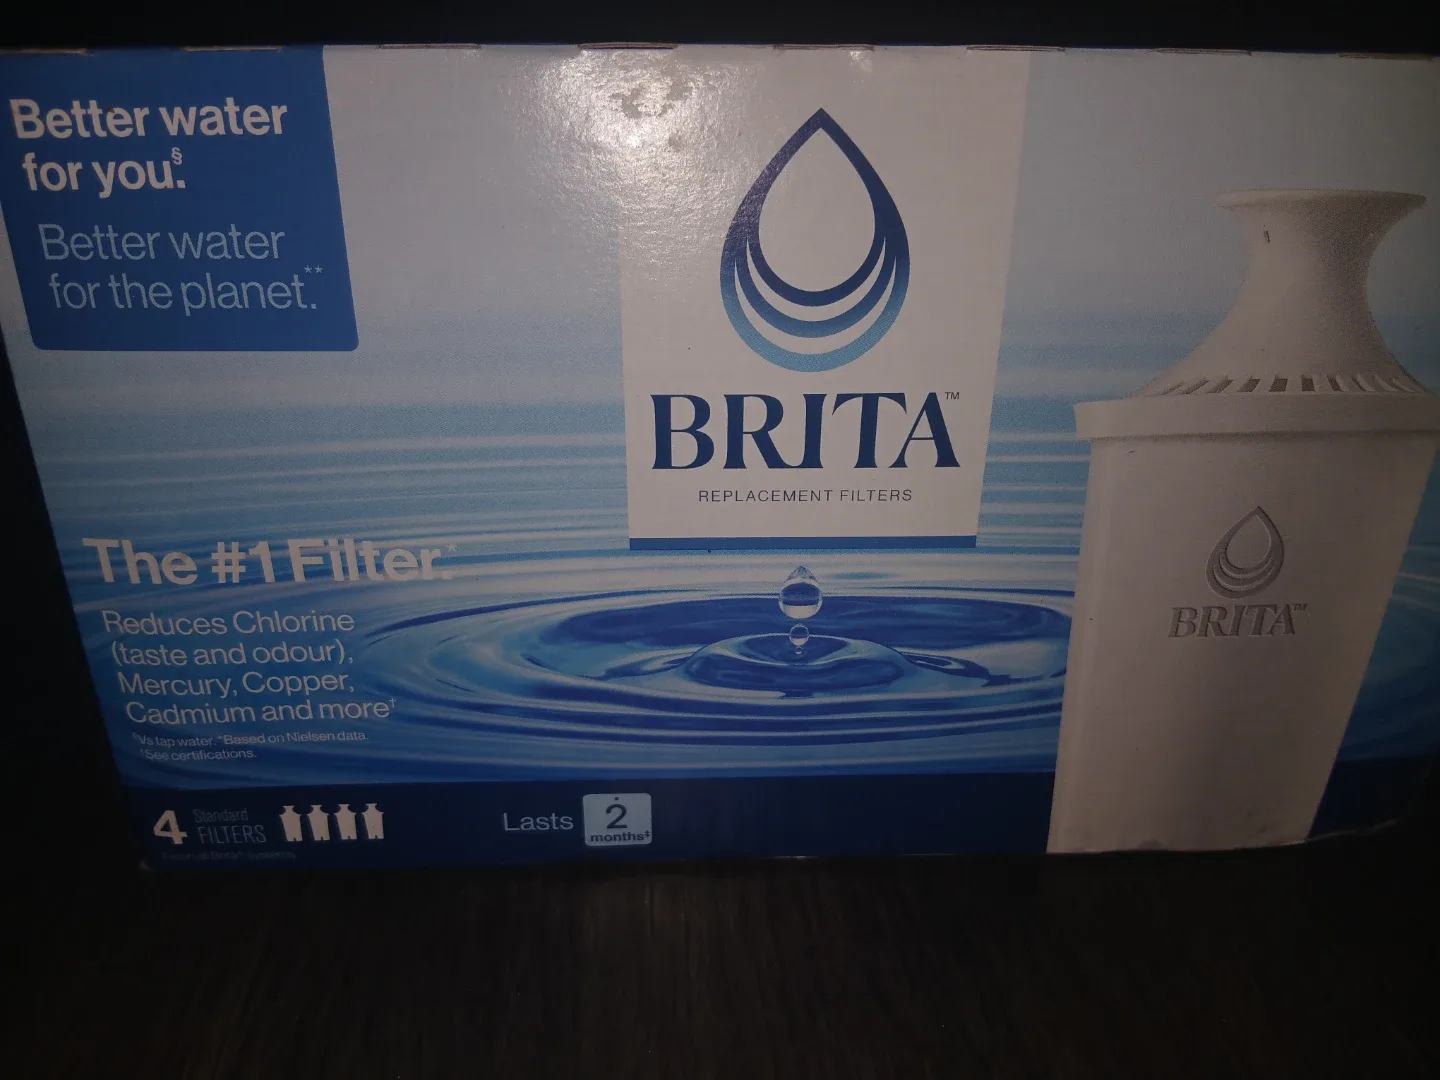 Better water
for you.§
Better water
for the planet.**
BRITA™
REPLACEMENT FILTERS
The #1 Filter.*
Reduces Chlorine
(taste and odour),
Mercury, Copper,
Cadmium and more†
§Vs tap water. *Based on Nielsen data.
†See certifications.
4 Standard
FILTERS
Lasts 2
months‡
BRITA™